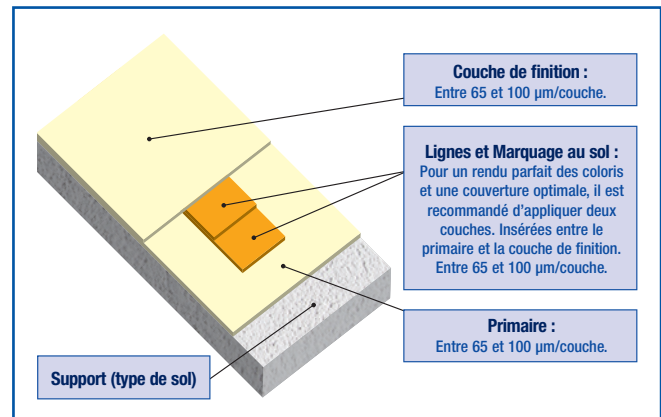 Couche de finition :
Entre 65 et 100 µm/couche.
Lignes et Marquage au sol :
Pour un rendu parfait des coloris
et une couverture optimale, il est
recommandé d'appliquer deux
couches. Insérées entre le
primaire et la couche de finition.
Entre 65 et 100 µm/couche.
Primaire :
Entre 65 et 100 µm/couche.
Support (type de sol)